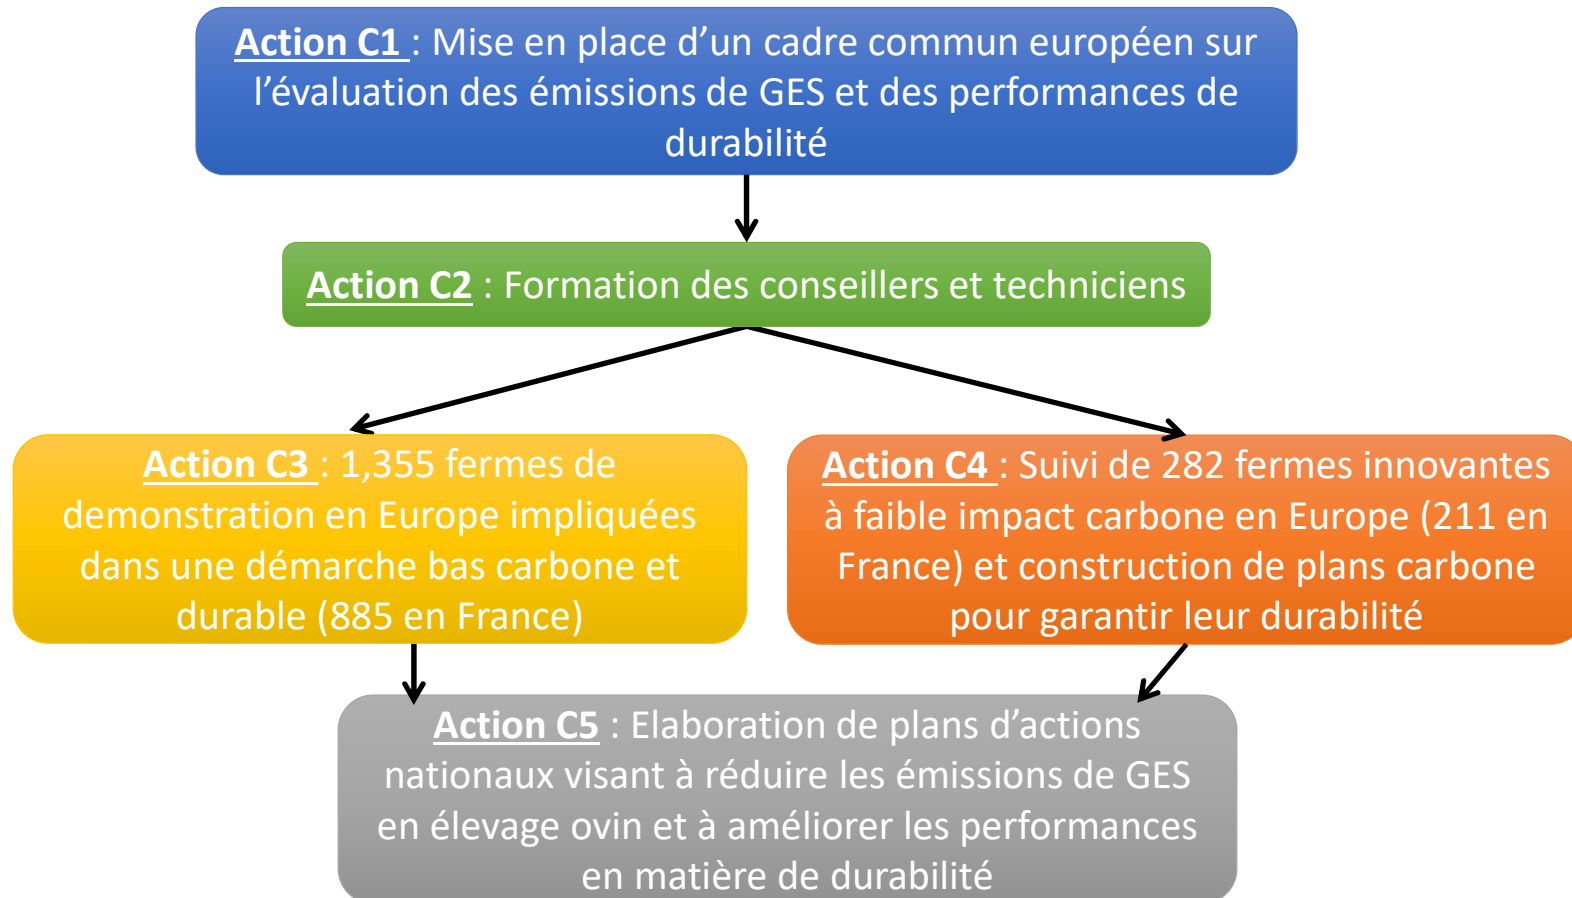 Action C1 : Mise en place d’un cadre commun européen sur
l’évaluation des émissions de GES et des performances de
durabilité
Action C2 : Formation des conseillers et techniciens
Action C3 : 1,355 fermes de
demonstration en Europe impliquées
dans une démarche bas carbone et
durable (885 en France)
Action C4 : Suivi de 282 fermes innovantes
à faible impact carbone en Europe (211 en
France) et construction de plans carbone
pour garantir leur durabilité
Action C5 : Elaboration de plans d’actions
nationaux visant à réduire les émissions de GES
en élevage ovin et à améliorer les performances
en matière de durabilité